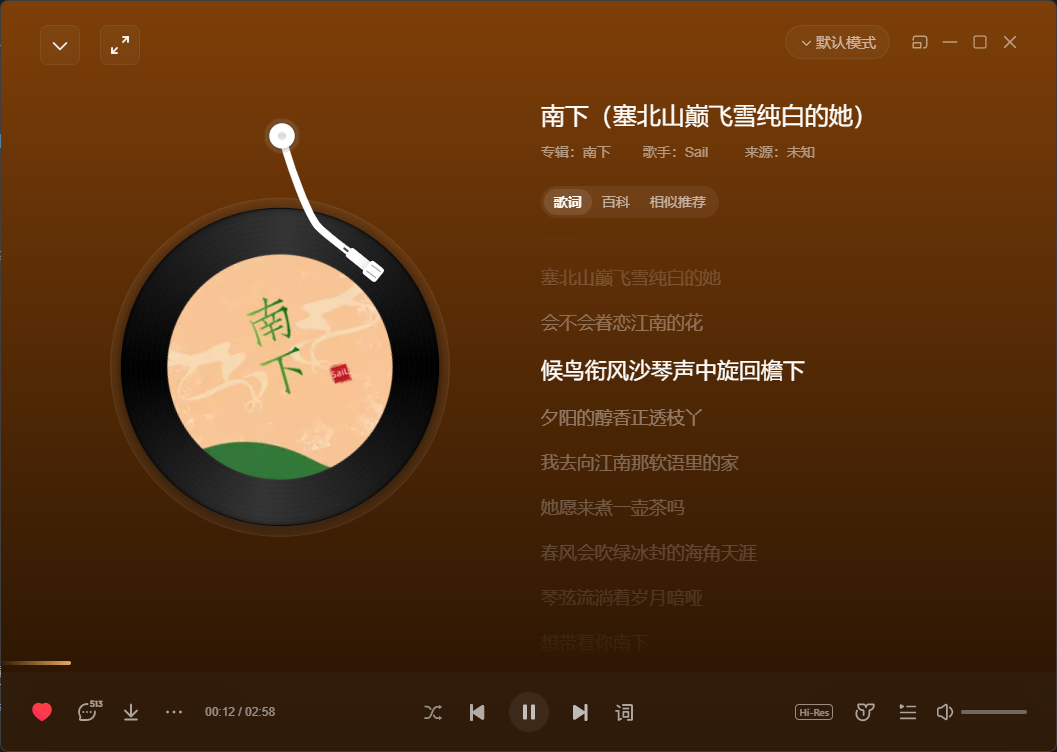 默认模式
南下（塞北山巅飞雪纯白的她）
专辑：南下 歌手：Sail 来源：未知
歌词 百科 相似推荐
南
下
SaiL
塞北山巅飞雪纯白的她
会不会眷恋江南的花
候鸟衔风沙琴声中旋回檐下
夕阳的醇香正透枝丫
我去向江南那软语里的家
她愿来煮一壶茶吗
春风会吹绿冰封的海角天涯
琴弦流淌着岁月喑哑
想带着你南下
513
00:12 / 02:58
词
Hi-Res